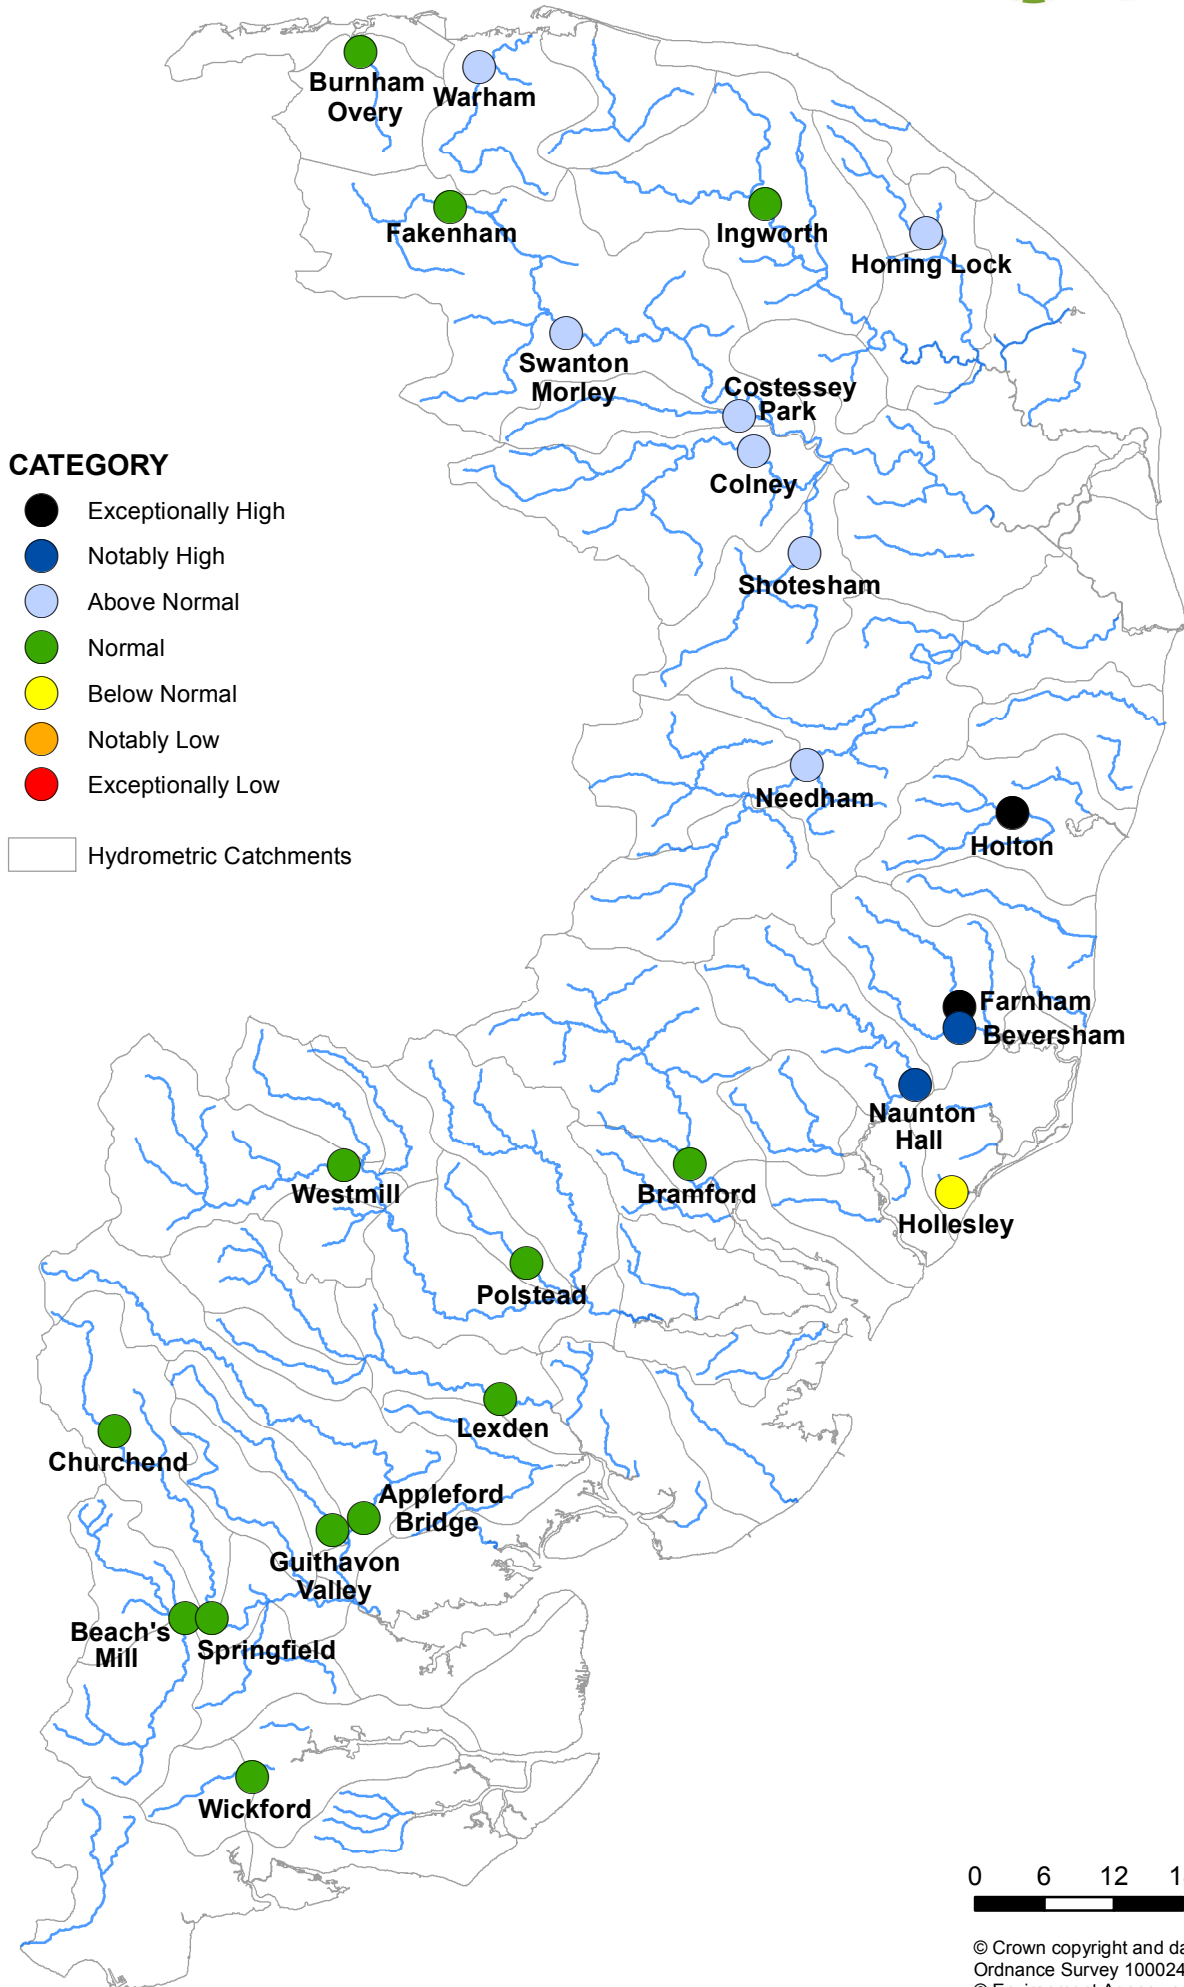 Burnham
Overy
Warham
Fakenham
Ingworth
Honing Lock
Swanton
Morley
Costessey
Park
Colney
CATEGORY
Exceptionally High
Notably High
Above Normal
Normal
Below Normal
Notably Low
Exceptionally Low
Hydrometric Catchments
Shotesham
Needham
Holton
Farnham
Beversham
Naunton
Hall
Westmill
Bramford
Hollesley
Polstead
Lexden
Churchend
Appleford
Bridge
Guithavon
Valley
Beach's
Mill
Springfield
Wickford
0 6 12
© Crown copyright and
Ordnance Survey 100024